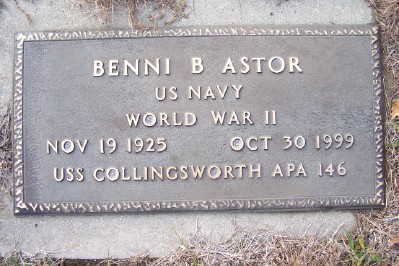 BENNI B ASTOR
US NAVY
WORLD WAR II
NOV 19 1925 OCT 30 1999
USS COLLINGSWORTH APA 146